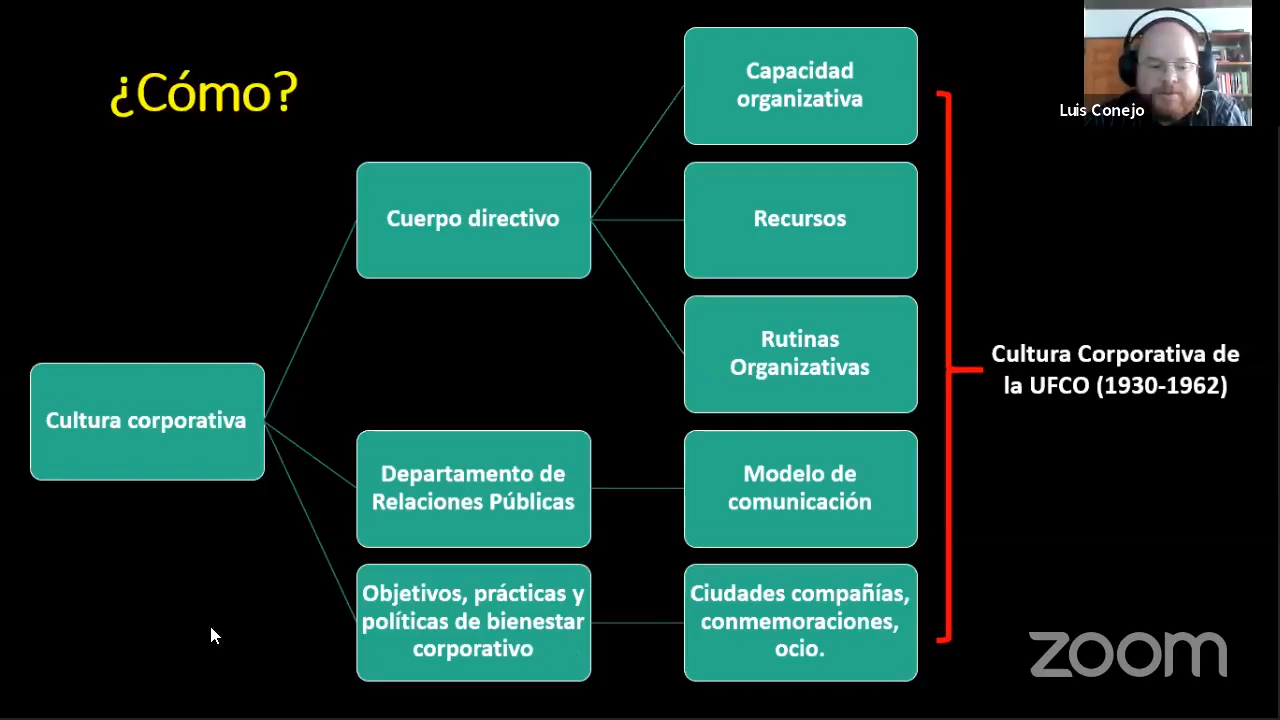 ¿Cómo?
Capacidad
organizativa
Luis Conejo
Cuerpo directivo
Recursos
Rutinas
Organizativas
Cultura Corporativa de
la UFCO (1930-1962)
Cultura corporativa
Departamento de
Relaciones Públicas
Modelo de
comunicación
Objetivos, prácticas y
políticas de bienestar
corporativo
Ciudades compañías,
conmemoraciones,
ocio.
zoom